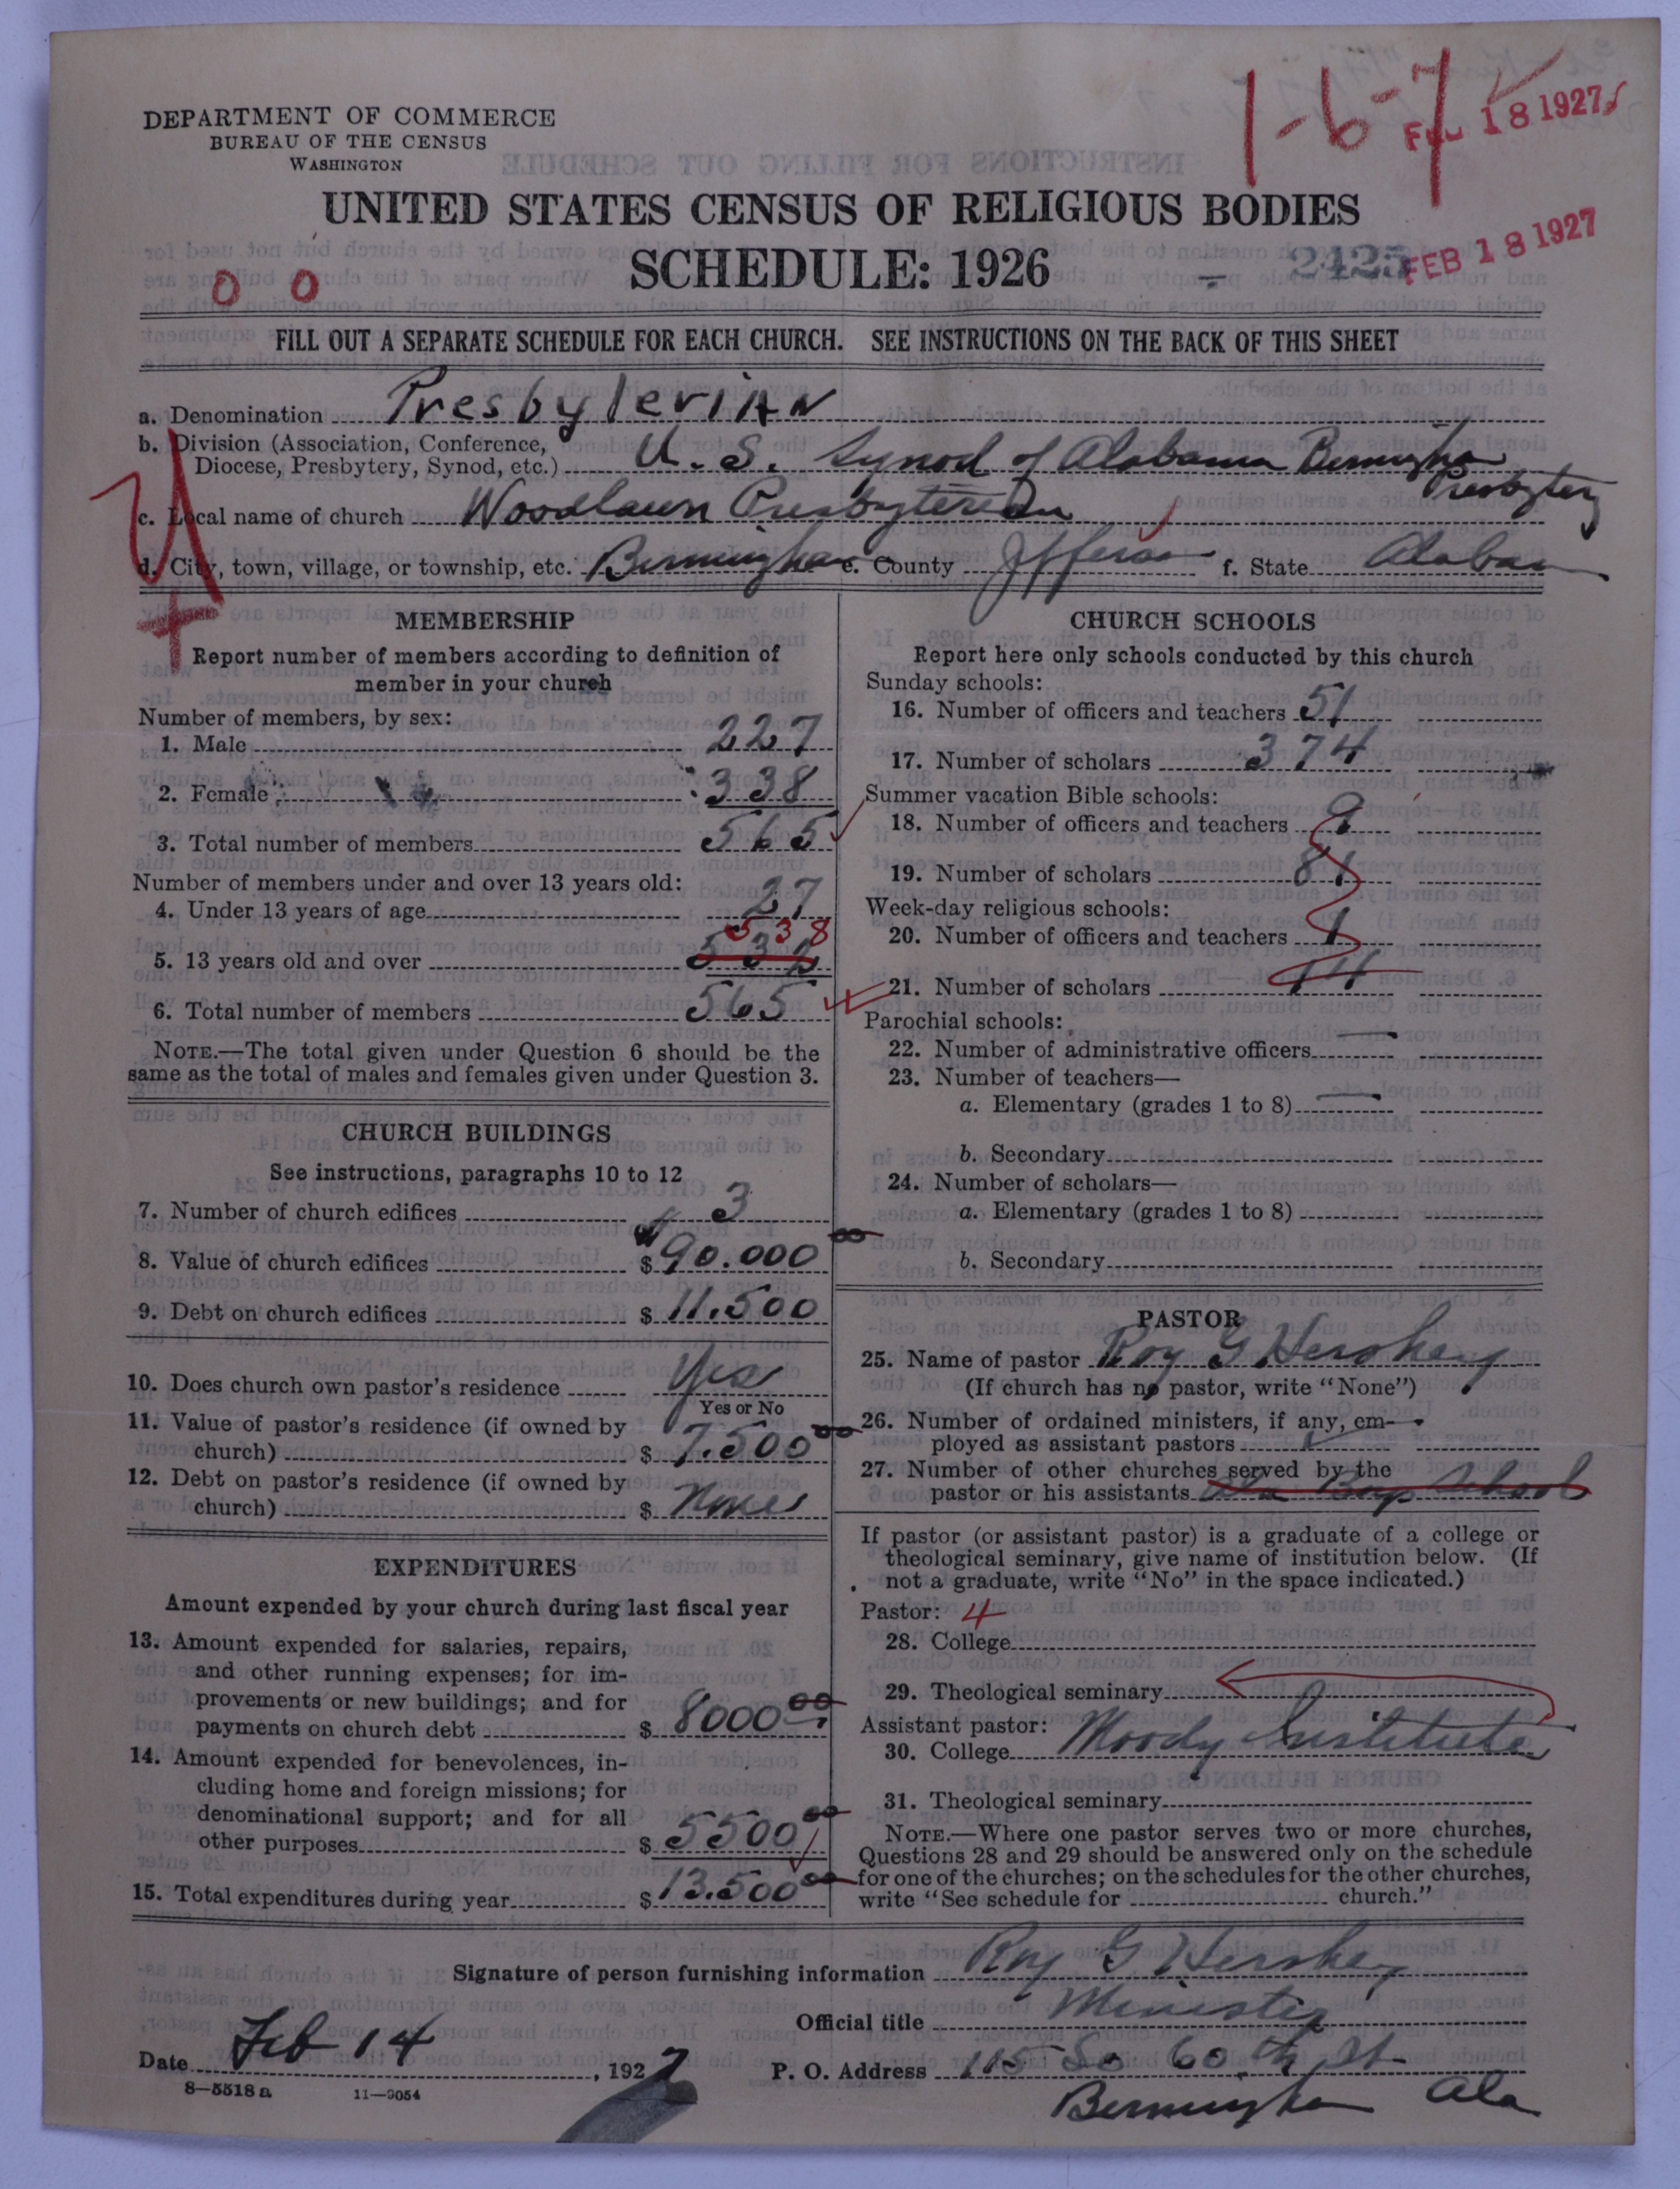 DEPARTMENT OF COMMERCE
BUREAU OF THE CENSUS
WASHINGTON
1-6-7
FEB 18 1927
UNITED STATES CENSUS OF RELIGIOUS BODIES
SCHEDULE: 1926
0 0
- 2425
FEB 18 1927
FILL OUT A SEPARATE SCHEDULE FOR EACH CHURCH. SEE INSTRUCTIONS ON THE BACK OF THIS SHEET
a. Denomination Presbyterian
b. Division (Association, Conference,
Diocese, Presbytery, Synod, etc.) U. S. Synod of Alabama Birmingham
Presbytery
c. Local name of church Woodlawn Presbyterian
d. City, town, village, or township, etc. Birmingham e. County Jefferson f. State Alabama
MEMBERSHIP
Report number of members according to definition of
member in your church
Number of members, by sex:
1. Male 227
2. Female 338
3. Total number of members 565
Number of members under and over 13 years old:
4. Under 13 years of age 27
538
5. 13 years old and over
6. Total number of members 565
NOTE.—The total given under Question 6 should be the
same as the total of males and females given under Question 3.
CHURCH BUILDINGS
See instructions, paragraphs 10 to 12
7. Number of church edifices 3
8. Value of church edifices $ 90.000 00
9. Debt on church edifices $ 11.500
10. Does church own pastor's residence Yes
Yes or No
11. Value of pastor's residence (if owned by
church) $ 7.500 00
12. Debt on pastor's residence (if owned by
church) $ None
EXPENDITURES
Amount expended by your church during last fiscal year
13. Amount expended for salaries, repairs,
and other running expenses; for im-
provements or new buildings; and for
payments on church debt $ 8000 00
14. Amount expended for benevolences, in-
cluding home and foreign missions; for
denominational support; and for all
other purposes $ 5500 00
15. Total expenditures during year $ 13.500 00
CHURCH SCHOOLS
Report here only schools conducted by this church
Sunday schools:
16. Number of officers and teachers 51
17. Number of scholars 374
Summer vacation Bible schools:
18. Number of officers and teachers 9
19. Number of scholars 81
Week-day religious schools:
20. Number of officers and teachers 1
21. Number of scholars 14
Parochial schools:
22. Number of administrative officers —
23. Number of teachers—
a. Elementary (grades 1 to 8) —
b. Secondary
24. Number of scholars—
a. Elementary (grades 1 to 8)
b. Secondary
PASTOR
25. Name of pastor Roy G Hershey
(If church has no pastor, write "None")
26. Number of ordained ministers, if any, em-
ployed as assistant pastors
27. Number of other churches served by the
pastor or his assistants School
If pastor (or assistant pastor) is a graduate of a college or
theological seminary, give name of institution below. (If
not a graduate, write "No" in the space indicated.)
Pastor: 4
28. College
29. Theological seminary
Assistant pastor:
30. College Moody Institute
31. Theological seminary
NOTE.—Where one pastor serves two or more churches,
Questions 28 and 29 should be answered only on the schedule
for one of the churches; on the schedules for the other churches,
write "See schedule for church."
Signature of person furnishing information Roy G Hershey
Official title Minister
Date Feb 14, 1927 P. O. Address 115 So 60th St
Birmingham Ala
8—5518a 11—9054